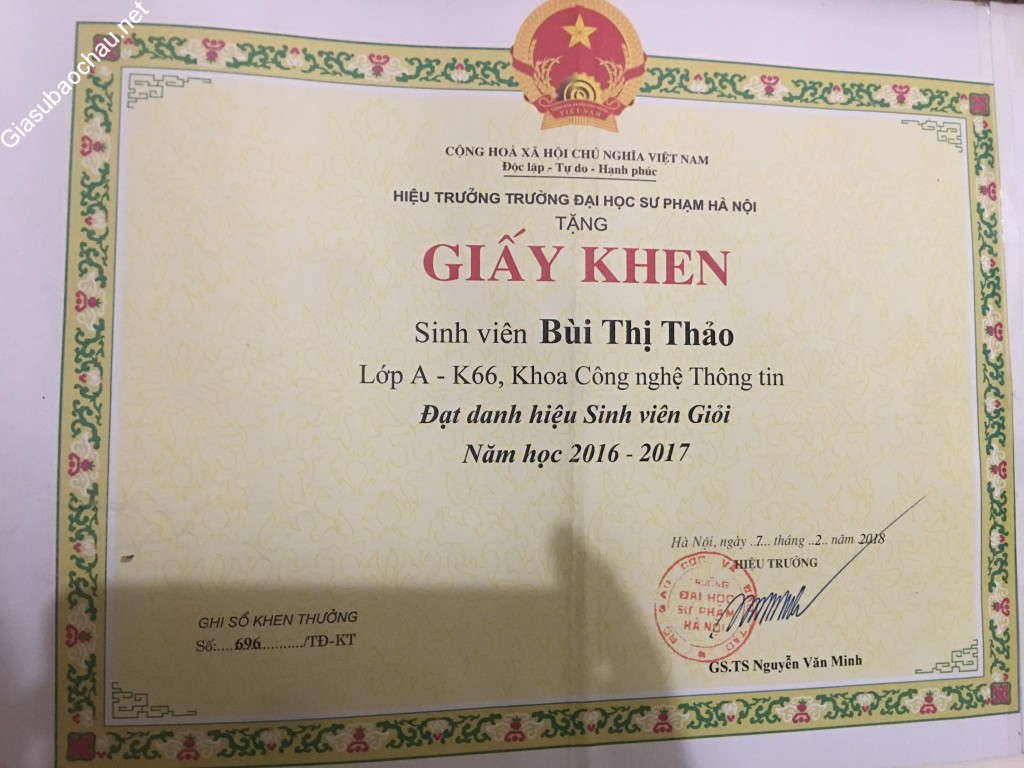 Giasubaochau.net
VIỆT NAM
CỘNG HOÀ XÃ HỘI CHỦ NGHĨA VIỆT NAM
Độc lập - Tự do - Hạnh phúc
HIỆU TRƯỞNG TRƯỜNG ĐẠI HỌC SƯ PHẠM HÀ NỘI
TẶNG
GIẤY KHEN
Sinh viên Bùi Thị Thảo
Lớp A - K66, Khoa Công nghệ Thông tin
Đạt danh hiệu Sinh viên Giỏi
Năm học 2016 - 2017
Hà Nội, ngày ..7... tháng ..2.. năm 2018
HIỆU TRƯỞNG
TRƯỜNG
ĐẠI HỌC
SƯ PHẠM
HÀ NỘI
GHI SỔ KHEN THƯỞNG
Số:....696........../TĐ-KT
GS.TS Nguyễn Văn Minh